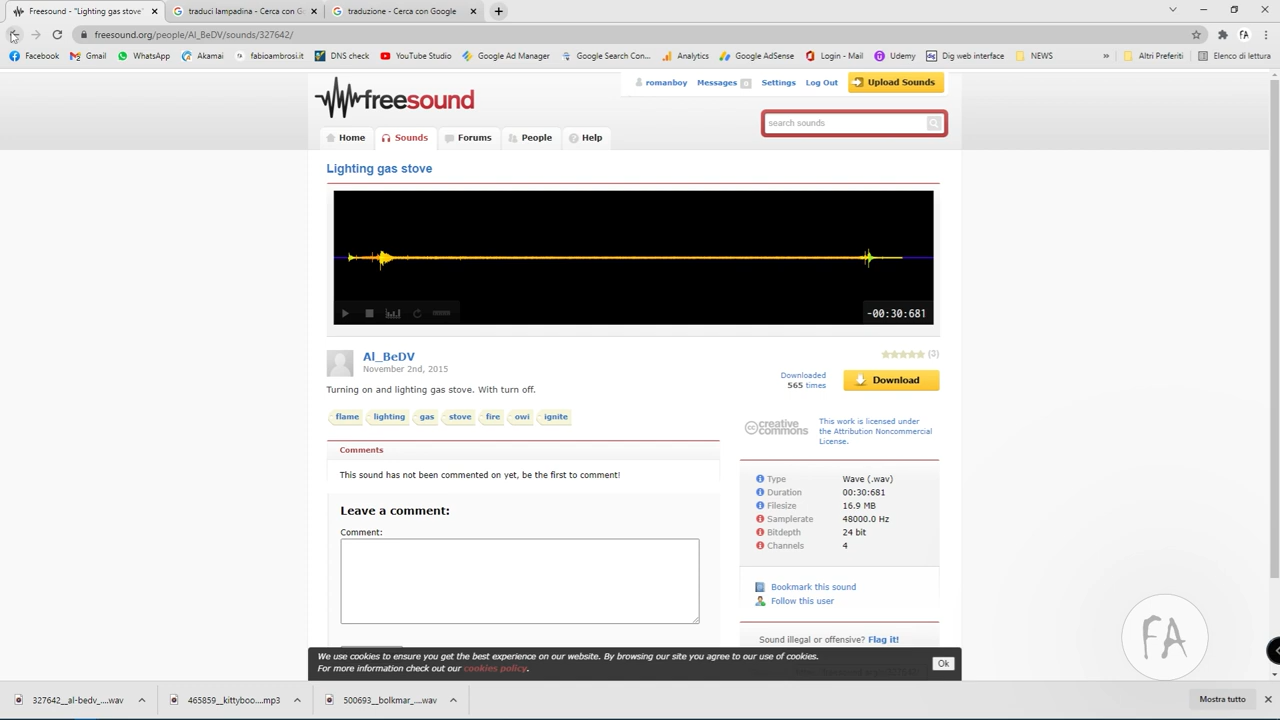 Freesound - "Lighting gas stove"
traduci lampadina - Cerca con G
traduzione - Cerca con Google
freesound.org/people/Al_BeDV/sounds/327642/
Facebook
Gmail
WhatsApp
Akamai
fabioambrosi.it
DNS check
YouTube Studio
Google Ad Manager
Google Search Con...
Analytics
Google AdSense
Login - Mail
Udemy
Dig web interface
NEWS
»
Altri Preferiti
Elenco di lettura
romanboy
Messages 0
Settings
Log Out
Upload Sounds
freesound
search sounds
Home
Sounds
Forums
People
Help
Lighting gas stove
-00:30:681
Al_BeDV
November 2nd, 2015
(3)
Downloaded
565 times
Download
Turning on and lighting gas stove. With turn off.
flame
lighting
gas
stove
fire
owi
ignite
cc creative commons
This work is licensed under
the Attribution Noncommercial
License.
Comments
This sound has not been commented on yet, be the first to comment!
Type Wave (.wav)
Duration 00:30:681
Filesize 16.9 MB
Samplerate 48000.0 Hz
Bitdepth 24 bit
Channels 4
Leave a comment:
Comment:
Bookmark this sound
Follow this user
Sound illegal or offensive? Flag it!
We use cookies to ensure you get the best experience on our website. By browsing our site you agree to our use of cookies.
For more information check out our cookies policy.
Ok
FA
327642__al-bedv_....wav
465859__kittyboo....mp3
500693__bolkmar_....wav
Mostra tutto